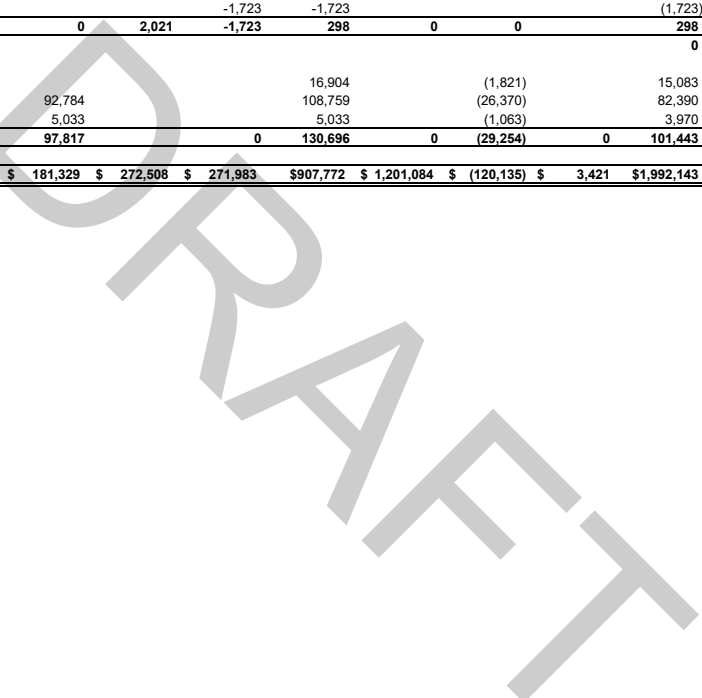 -1,723 -1,723 (1,723)
0 2,021 -1,723 298 0 0 298
0
16,904 (1,821) 15,083
92,784 108,759 (26,370) 82,390
5,033 5,033 (1,063) 3,970
97,817 0 130,696 0 (29,254) 0 101,443
$ 181,329 $ 272,508 $ 271,983 $907,772 $ 1,201,084 $ (120,135) $ 3,421 $1,992,143
DRAFT